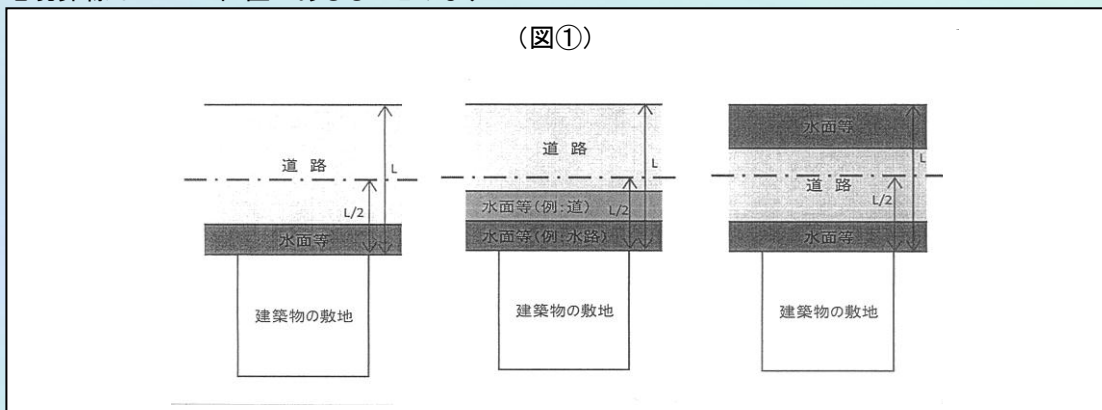 (図①)
道 路
L
L/2
水面等
建築物の敷地
道 路
L
水面等(例:道)
L/2
水面等(例:水路)
建築物の敷地
水面等
L
道路
L/2
水面等
建築物の敷地